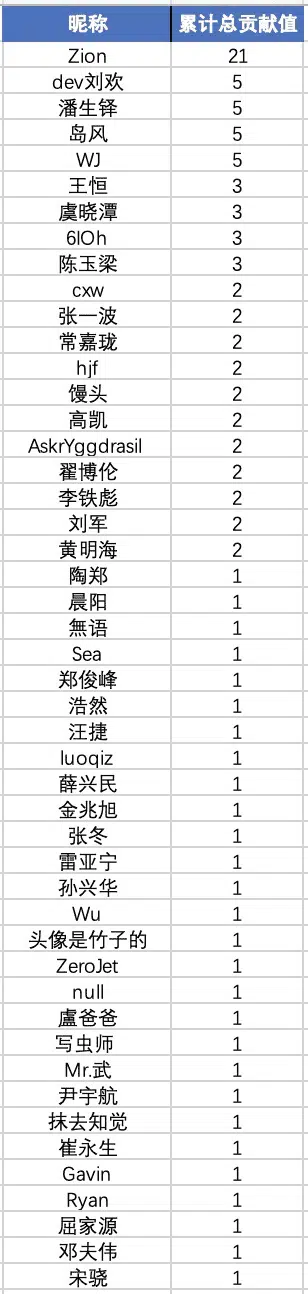 昵称 累计总贡献值
Zion 21
dev刘欢 5
潘生铎 5
岛风 5
WJ 5
王恒 3
虞晓潭 3
6lOh 3
陈玉梁 3
cxw 2
张一波 2
常嘉珑 2
hjf 2
馒头 2
高凯 2
AskrYggdrasil 2
翟博伦 2
李铁彪 2
刘军 2
黄明海 2
陶郑 1
晨阳 1
無语 1
Sea 1
郑俊峰 1
浩然 1
汪捷 1
luoqiz 1
薛兴民 1
金兆旭 1
张冬 1
雷亚宁 1
孙兴华 1
Wu 1
头像是竹子的 1
ZeroJet 1
null 1
盧爸爸 1
写虫师 1
Mr.武 1
尹宇航 1
抹去知觉 1
崔永生 1
Gavin 1
Ryan 1
屈家源 1
邓夫伟 1
宋骁 1